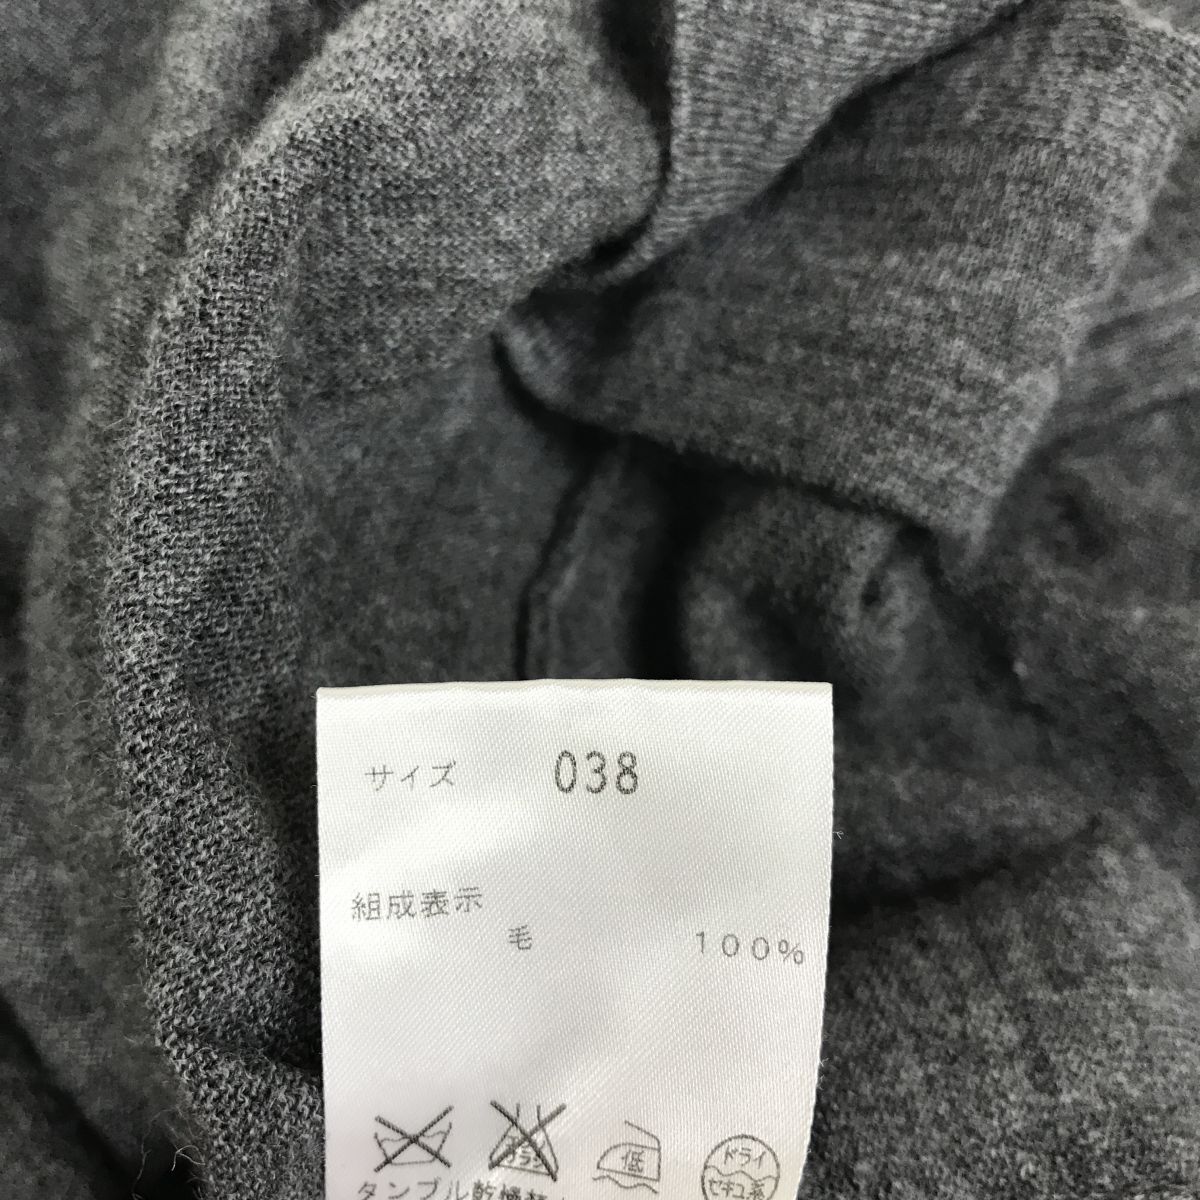 サイズ 038
組成表示
毛 100%
低 ドライ
セキユ系
タンブル乾燥